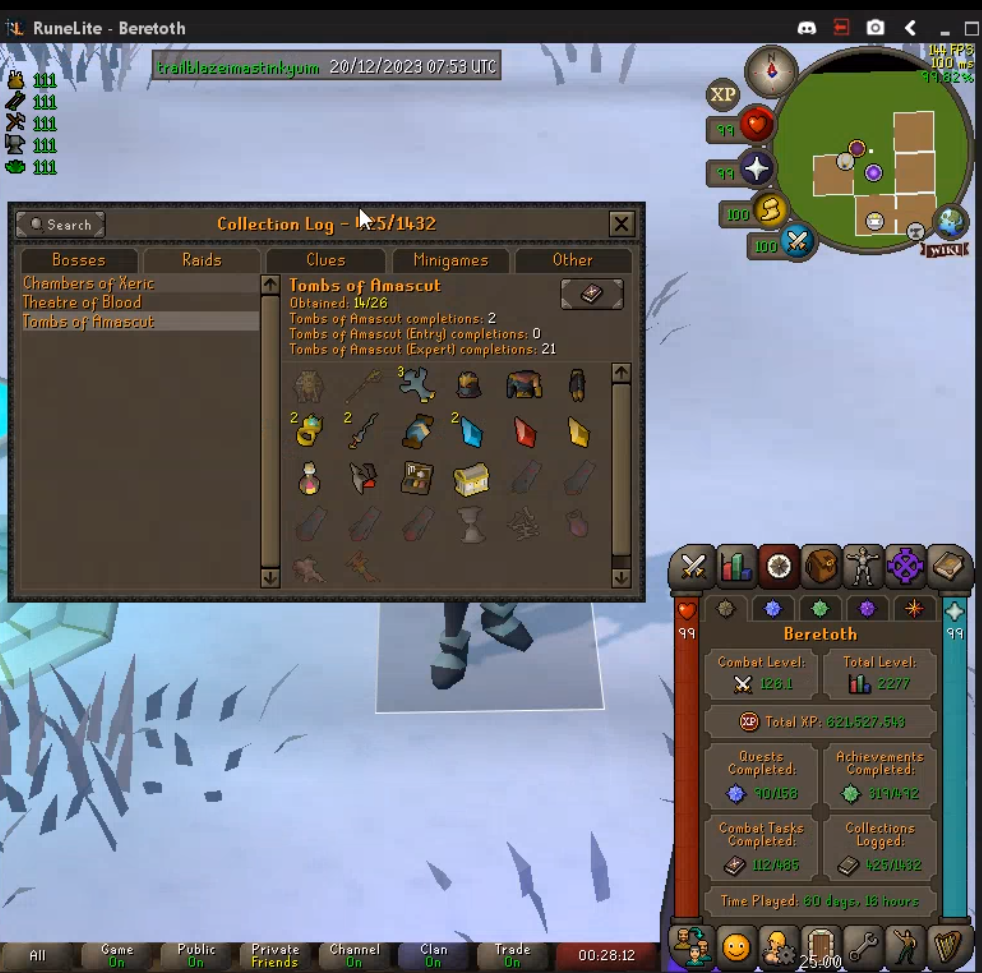 RuneLite - Beretoth
144 FPS
trailblazeimastinkyuim 20/12/2023 07:53 UTC
100 ms
99.82%
111
111
111
111
111
N
XP
99
99
100
100
WIKI
Search
Collection Log - 425/1432
Bosses Raids Clues Minigames Other
Chambers of Xeric
Theatre of Blood
Tombs of Amascut
Tombs of Amascut
Obtained: 14/26
Tombs of Amascut completions: 2
Tombs of Amascut (Entry) completions: 0
Tombs of Amascut (Expert) completions: 21
3
2 2 2
99 99
Beretoth
Combat Level: Total Level:
126.1 2277
XP Total XP: 621,527,543
Quests Completed:
90/158
Achievements Completed:
319/492
Combat Tasks Completed:
112/485
Collections Logged:
425/1432
Time Played: 60 days, 16 hours
All
Game On
Public On
Private Friends
Channel On
Clan On
Trade On
00:28:12
25:00